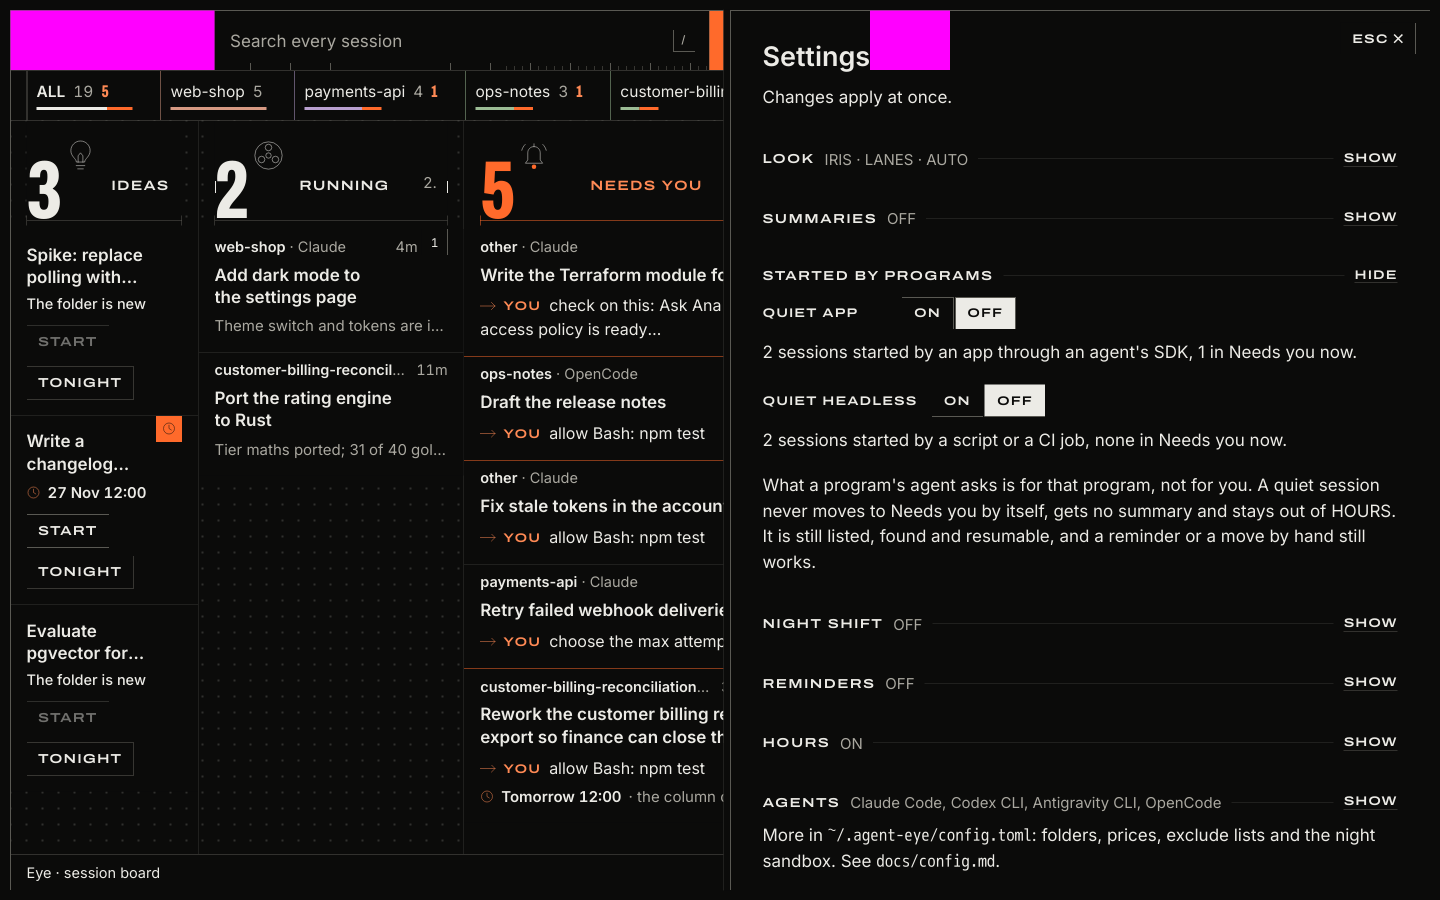 Search every session
/
ALL 19 5
web-shop 5
payments-api 4 1
ops-notes 3 1
customer-billin
3 IDEAS
2 RUNNING 2.
5 NEEDS YOU
Spike: replace
polling with...
The folder is new
START
TONIGHT
Write a
changelog...
27 Nov 12:00
START
TONIGHT
Evaluate
pgvector for...
The folder is new
START
TONIGHT
web-shop · Claude 4m 1
Add dark mode to
the settings page
Theme switch and tokens are i...
customer-billing-reconcil... 11m
Port the rating engine
to Rust
Tier maths ported; 31 of 40 gol...
other · Claude
Write the Terraform module fo
→ YOU check on this: Ask Ana
access policy is ready...
ops-notes · OpenCode
Draft the release notes
→ YOU allow Bash: npm test
other · Claude
Fix stale tokens in the accoun
→ YOU allow Bash: npm test
payments-api · Claude
Retry failed webhook deliverie
→ YOU choose the max attemp
customer-billing-reconciliation...
Rework the customer billing re
export so finance can close th
→ YOU allow Bash: npm test
Tomorrow 12:00 · the column
Eye · session board
Settings
ESC ✕
Changes apply at once.
LOOK IRIS · LANES · AUTO SHOW
SUMMARIES OFF SHOW
STARTED BY PROGRAMS HIDE
QUIET APP ON OFF
2 sessions started by an app through an agent's SDK, 1 in Needs you now.
QUIET HEADLESS ON OFF
2 sessions started by a script or a CI job, none in Needs you now.
What a program's agent asks is for that program, not for you. A quiet session
never moves to Needs you by itself, gets no summary and stays out of HOURS.
It is still listed, found and resumable, and a reminder or a move by hand still
works.
NIGHT SHIFT OFF SHOW
REMINDERS OFF SHOW
HOURS ON SHOW
AGENTS Claude Code, Codex CLI, Antigravity CLI, OpenCode SHOW
More in ~/.agent-eye/config.toml: folders, prices, exclude lists and the night
sandbox. See docs/config.md.